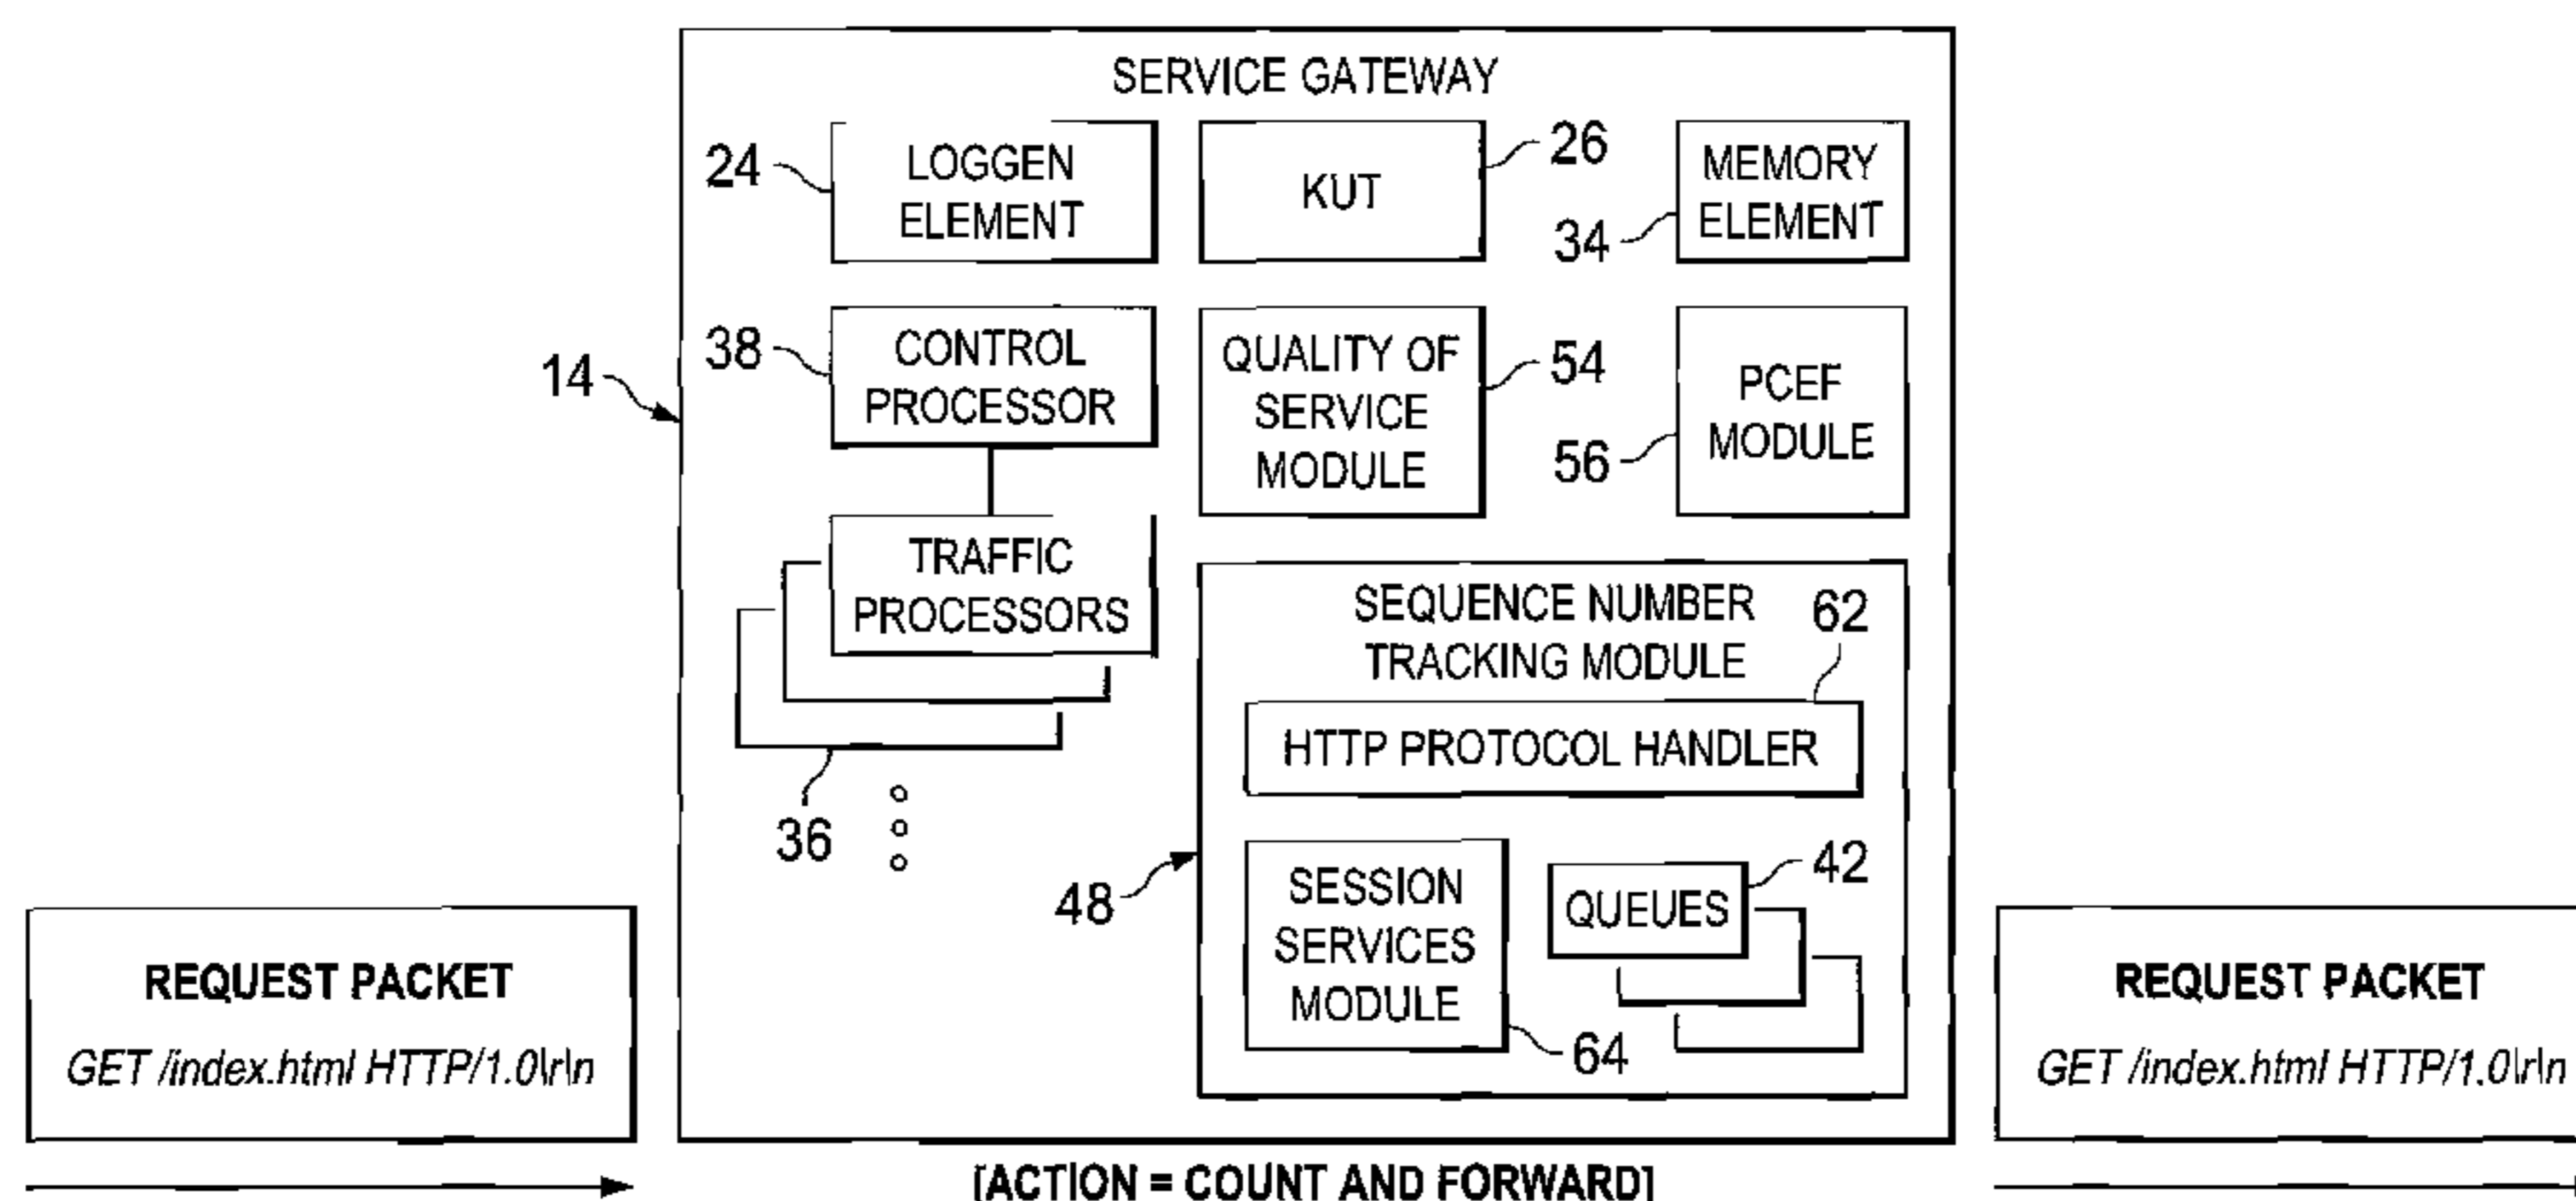 SERVICE GATEWAY
24
LOGGEN
ELEMENT
KUT
26
MEMORY
ELEMENT
34
14
38
CONTROL
PROCESSOR
QUALITY OF
SERVICE
MODULE
54
PCEF
MODULE
56
TRAFFIC
PROCESSORS
36
SEQUENCE NUMBER
TRACKING MODULE
62
HTTP PROTOCOL HANDLER
48
SESSION
SERVICES
MODULE
64
QUEUES
42
REQUEST PACKET
GET /index.html HTTP/1.0\r\n
REQUEST PACKET
GET /index.html HTTP/1.0\r\n
[ACTION = COUNT AND FORWARD]